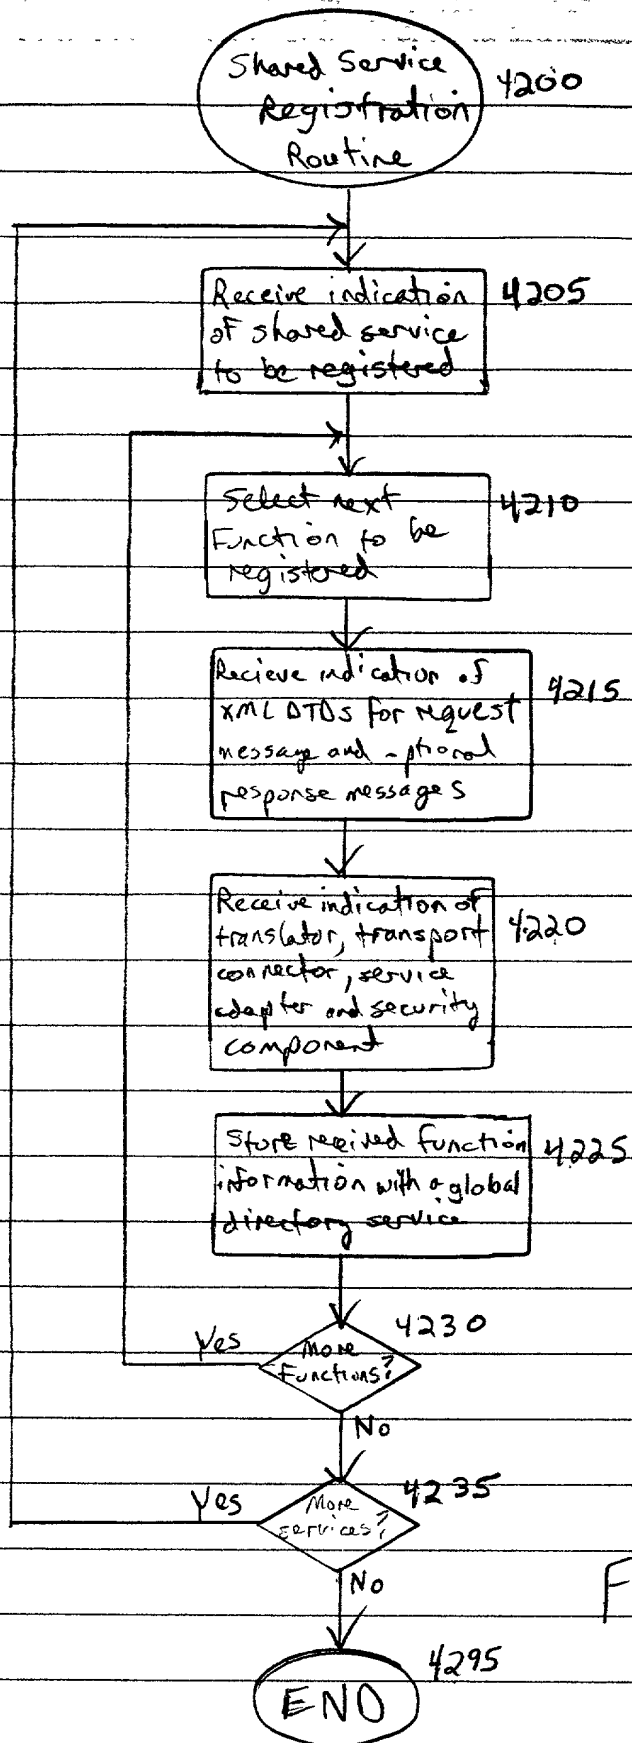 Shared Service
Registration
Routine
4200
Receive indication
of shared service
to be registered
4205
Select next
Function to be
registered
4210
Recieve indication of
XML DTDs for request
message and optional
response messages
4215
Receive indication of
translator, transport
connector, service
adapter and security
component
4220
Store received function
information with a global
directory service
4225
4230
More
Functions?
Yes
No
4235
More
services?
Yes
No
F
4295
END